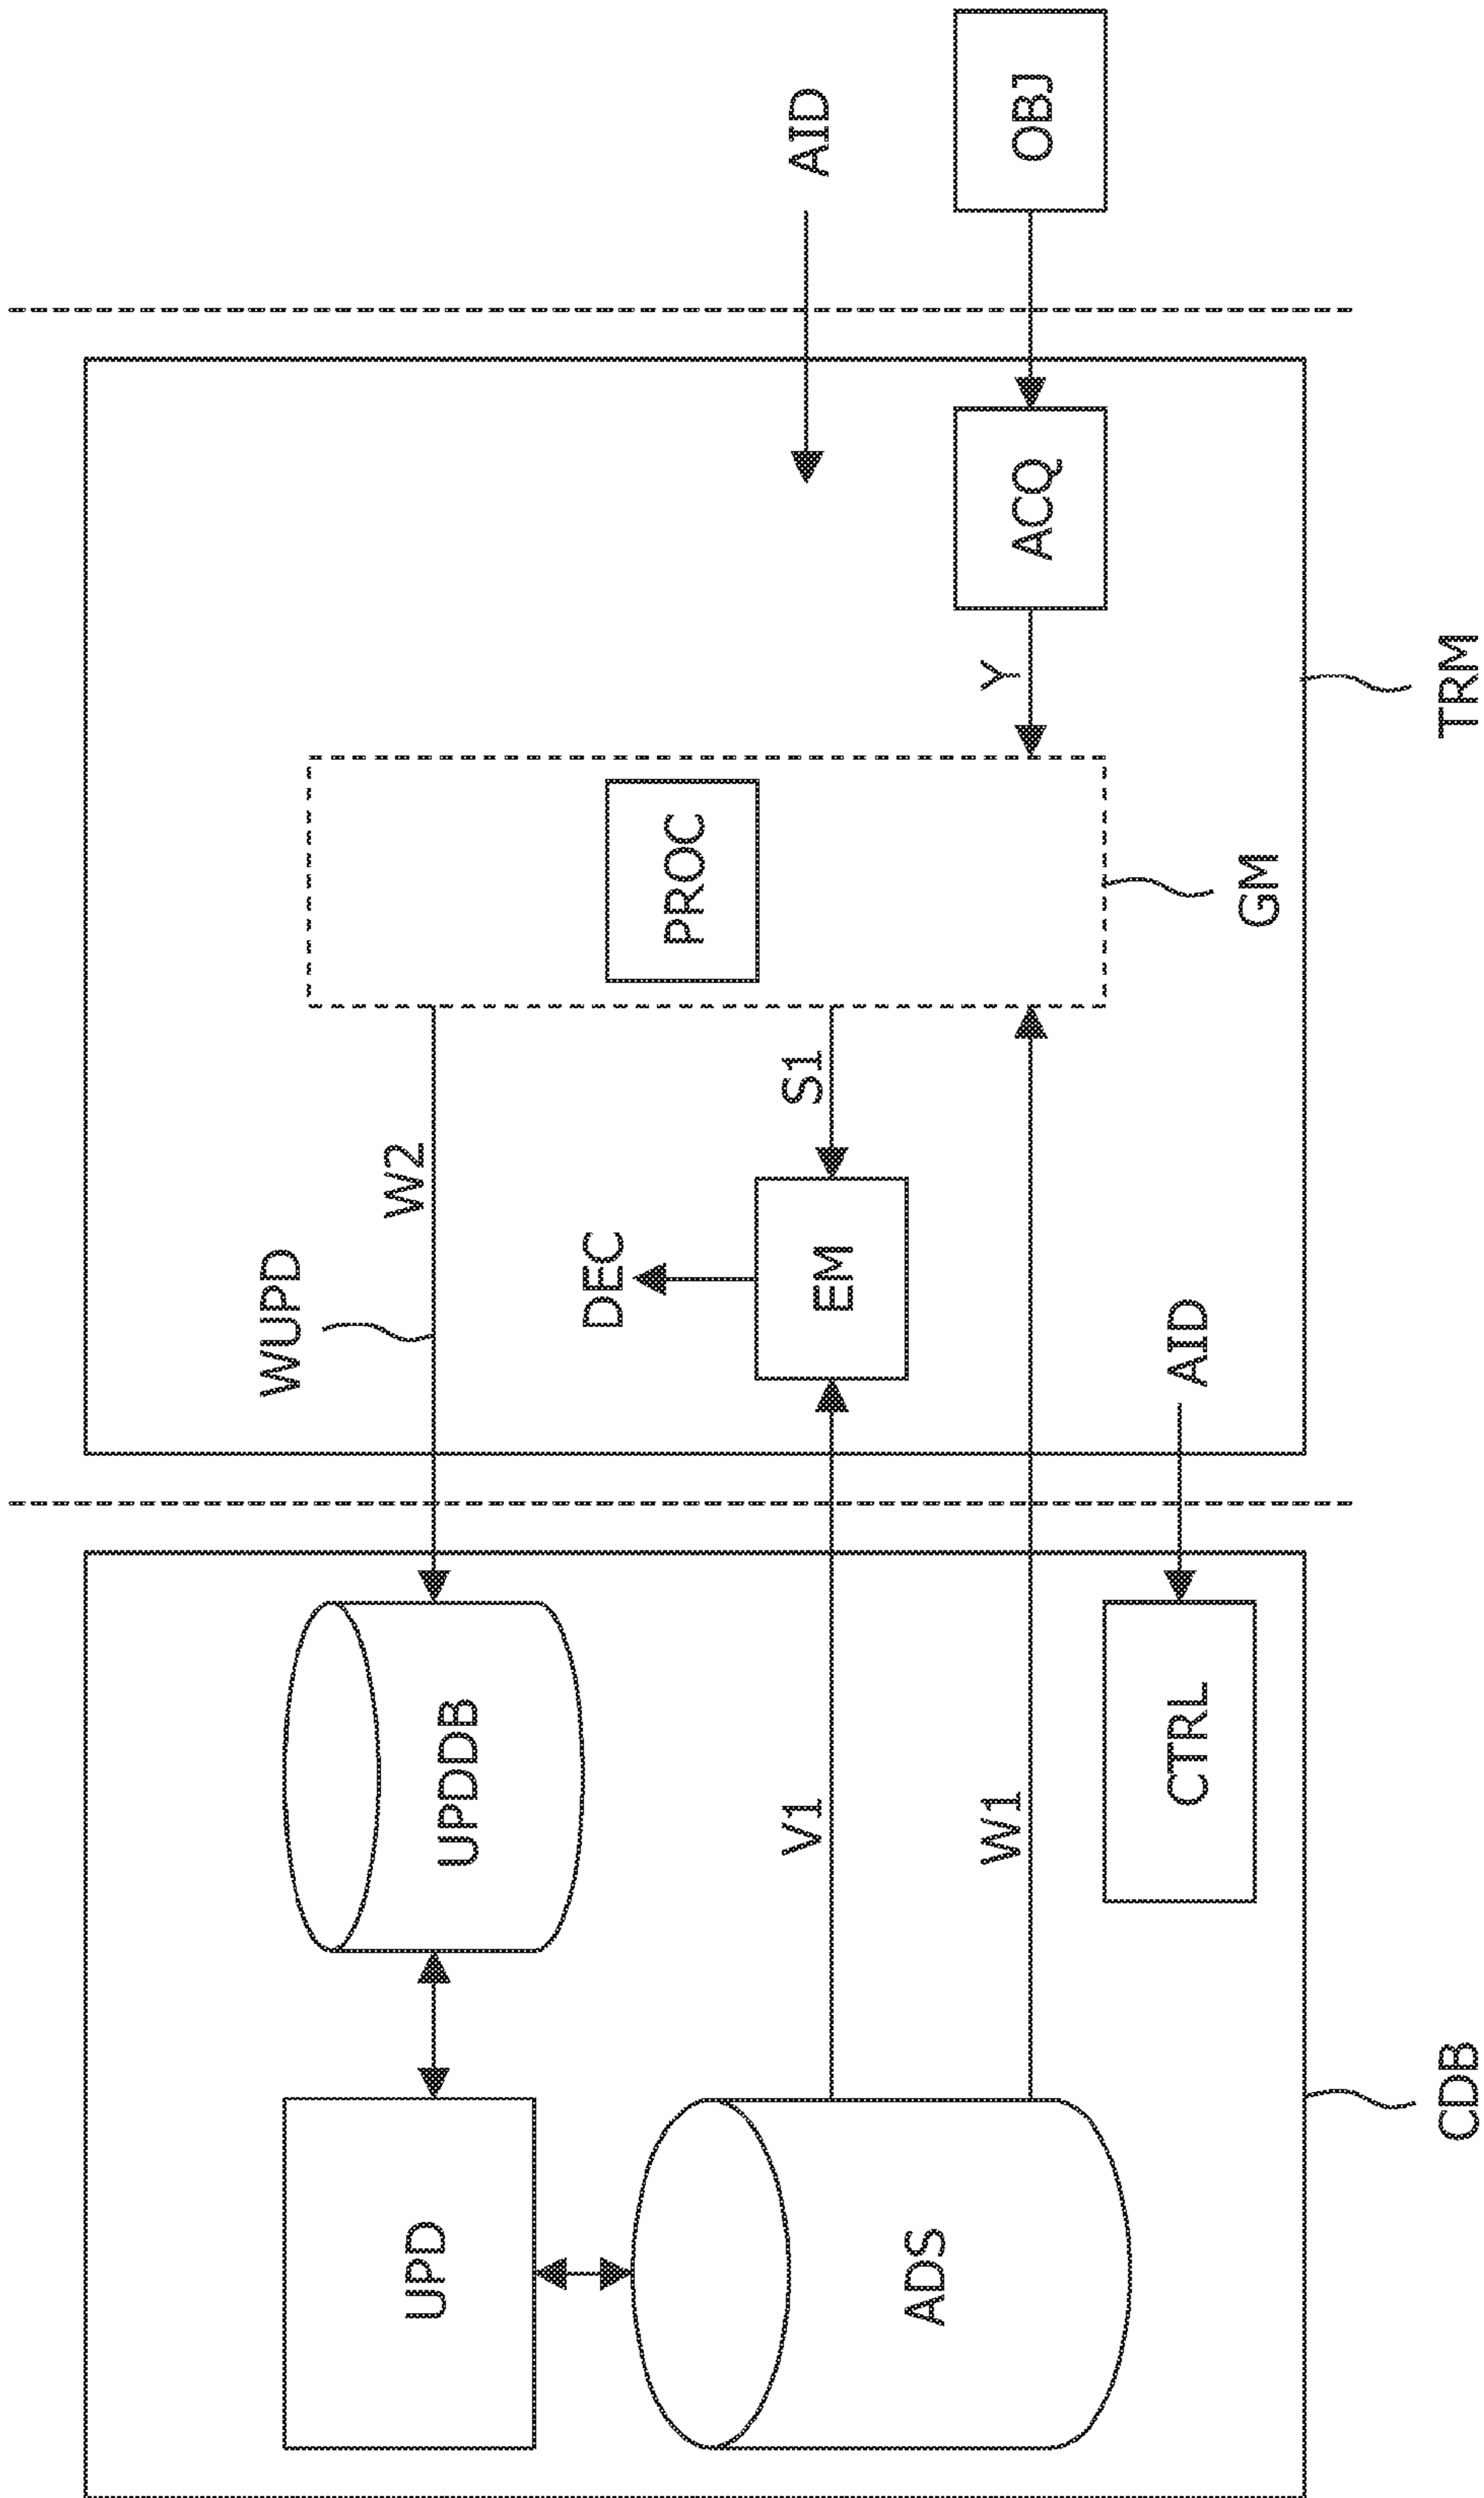 WUPD
W2
UPD
UPDDB
DEC
PROC
V1
S1
AID
EM
ADS
W1
Y
ACQ
OBJ
CTRL
AID
GM
CDB
TRM